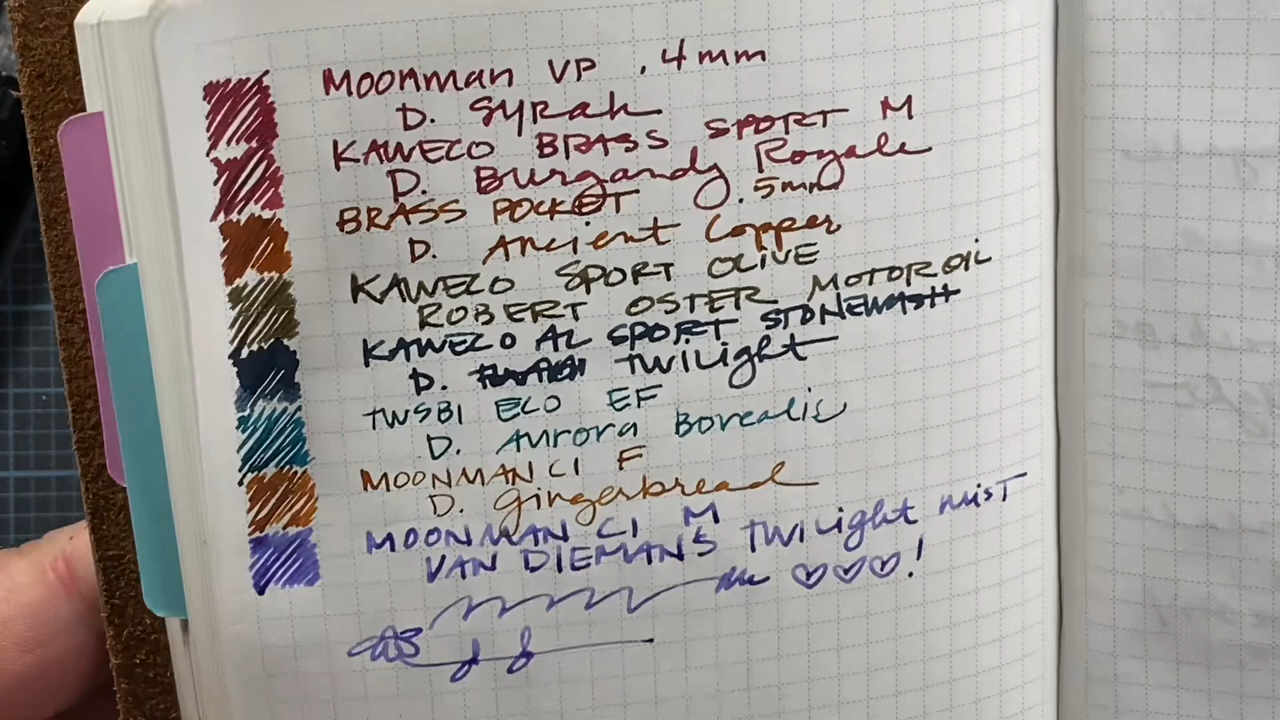 MOONMAN VP .4mm
D. Syrah
KAWECO BRASS SPORT M
D. Burgandy Royale
BRASS POCKET .5mm
D. Ancient Copper
KAWECO SPORT OLIVE
ROBERT OSTER MOTOR OIL
KAWECO AL SPORT STONEWASH
D. TWILIGHT
TWSBI ECO EF
D. Aurora Borealis
MOONMAN C1 F
D. gingerbread
MOONMAN C1 M
VAN DIEMAN'S TWILIGHT MIST
♡♡♡!